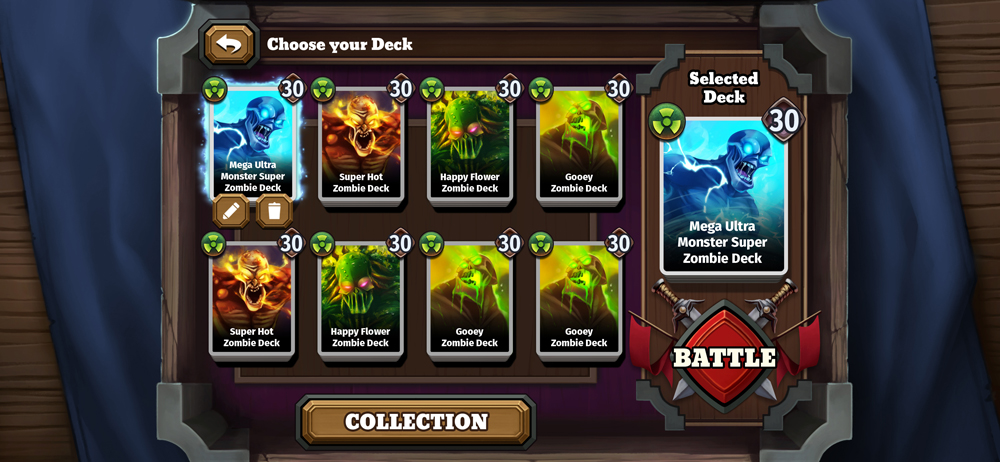 Choose your Deck
30
Mega Ultra
Monster Super
Zombie Deck
30
Super Hot
Zombie Deck
30
Happy Flower
Zombie Deck
30
Gooey
Zombie Deck
30
Super Hot
Zombie Deck
30
Happy Flower
Zombie Deck
30
Gooey
Zombie Deck
30
Gooey
Zombie Deck
COLLECTION
Selected
Deck
30
Mega Ultra
Monster Super
Zombie Deck
BATTLE